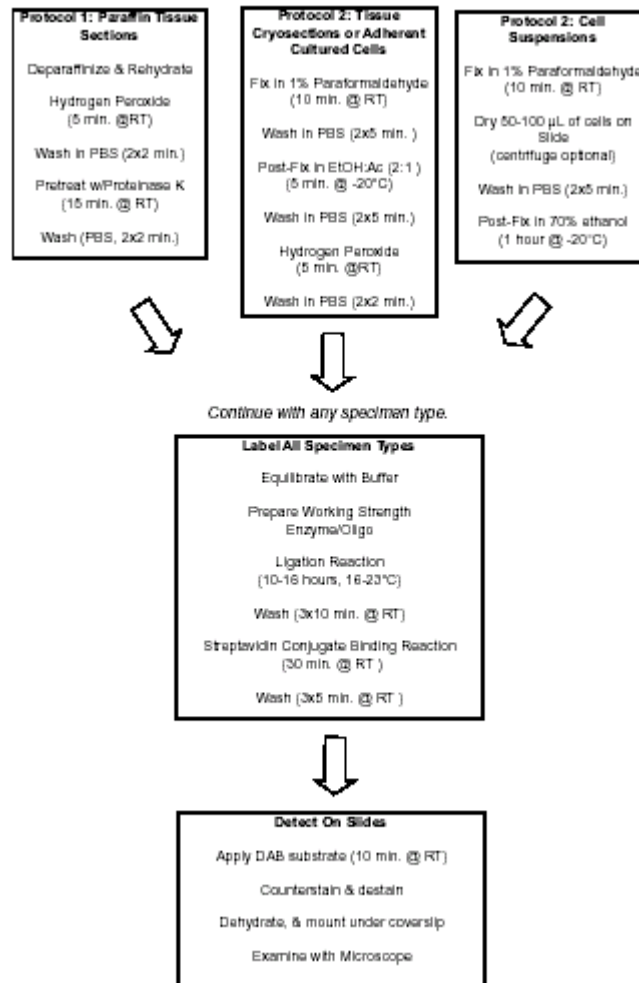 Protocol 1: Paraffin Tissue
Sections
Deparaffinize & Rehydrate
Hydrogen Peroxide
(5 min. @RT)
Wash in PBS (2x2 min.)
Pretreat w/Proteinase K
(15 min. @ RT)
Wash (PBS, 2x2 min.)
Protocol 2: Tissue
Cryosections or Adherent
Cultured Cells
Fix in 1% Paraformaldehyde
(10 min. @ RT)
Wash in PBS (2x5 min. )
Post-Fix in EtOH:Ac (2:1 )
(5 min. @ -20°C)
Wash in PBS (2x5 min.)
Hydrogen Peroxide
(5 min. @RT)
Wash in PBS (2x2 min.)
Protocol 2: Cell
Suspensions
Fix in 1% Paraformaldehyde
(10 min. @ RT)
Dry 50-100 µL of cells on
Slide
(centrifuge optional)
Wash in PBS (2x5 min.)
Post-Fix in 70% ethanol
(1 hour @ -20°C)
Continue with any speciman type.
Label All Specimen Types
Equilibrate with Buffer
Prepare Working Strength
Enzyme/Oligo
Ligation Reaction
(10-16 hours, 16-23°C)
Wash (3x10 min. @ RT)
Streptavidin Conjugate Binding Reaction
(30 min. @ RT )
Wash (3x5 min. @ RT )
Detect On Slides
Apply DAB substrate (10 min. @ RT)
Counterstain & destain
Dehydrate, & mount under coverslip
Examine with Microscope